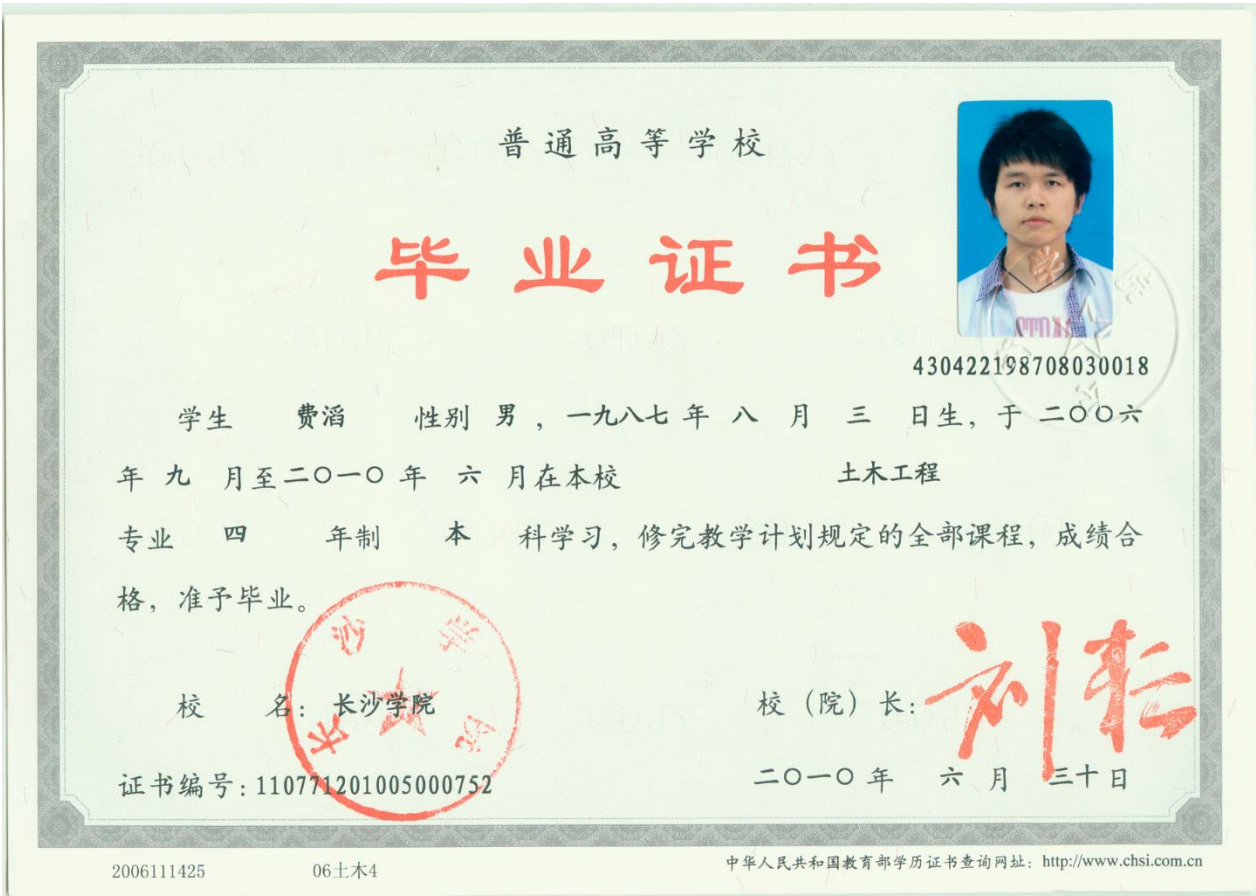 普通高等学校
毕业证书
430422198708030018
学生 费滔 性别 男，一九八七 年 八 月 三 日生，于 二〇〇六
年 九 月至二〇一〇 年 六 月在本校 土木工程
专业 四 年制 本 科学习，修完教学计划规定的全部课程，成绩合
格，准予毕业。
长沙学院
校 名：长沙学院 校（院）长：
证书编号：110771201005000752 二〇一〇 年 六 月 三十日
2006111425 06土木4 中华人民共和国教育部学历证书查询网址：http://www.chsi.com.cn